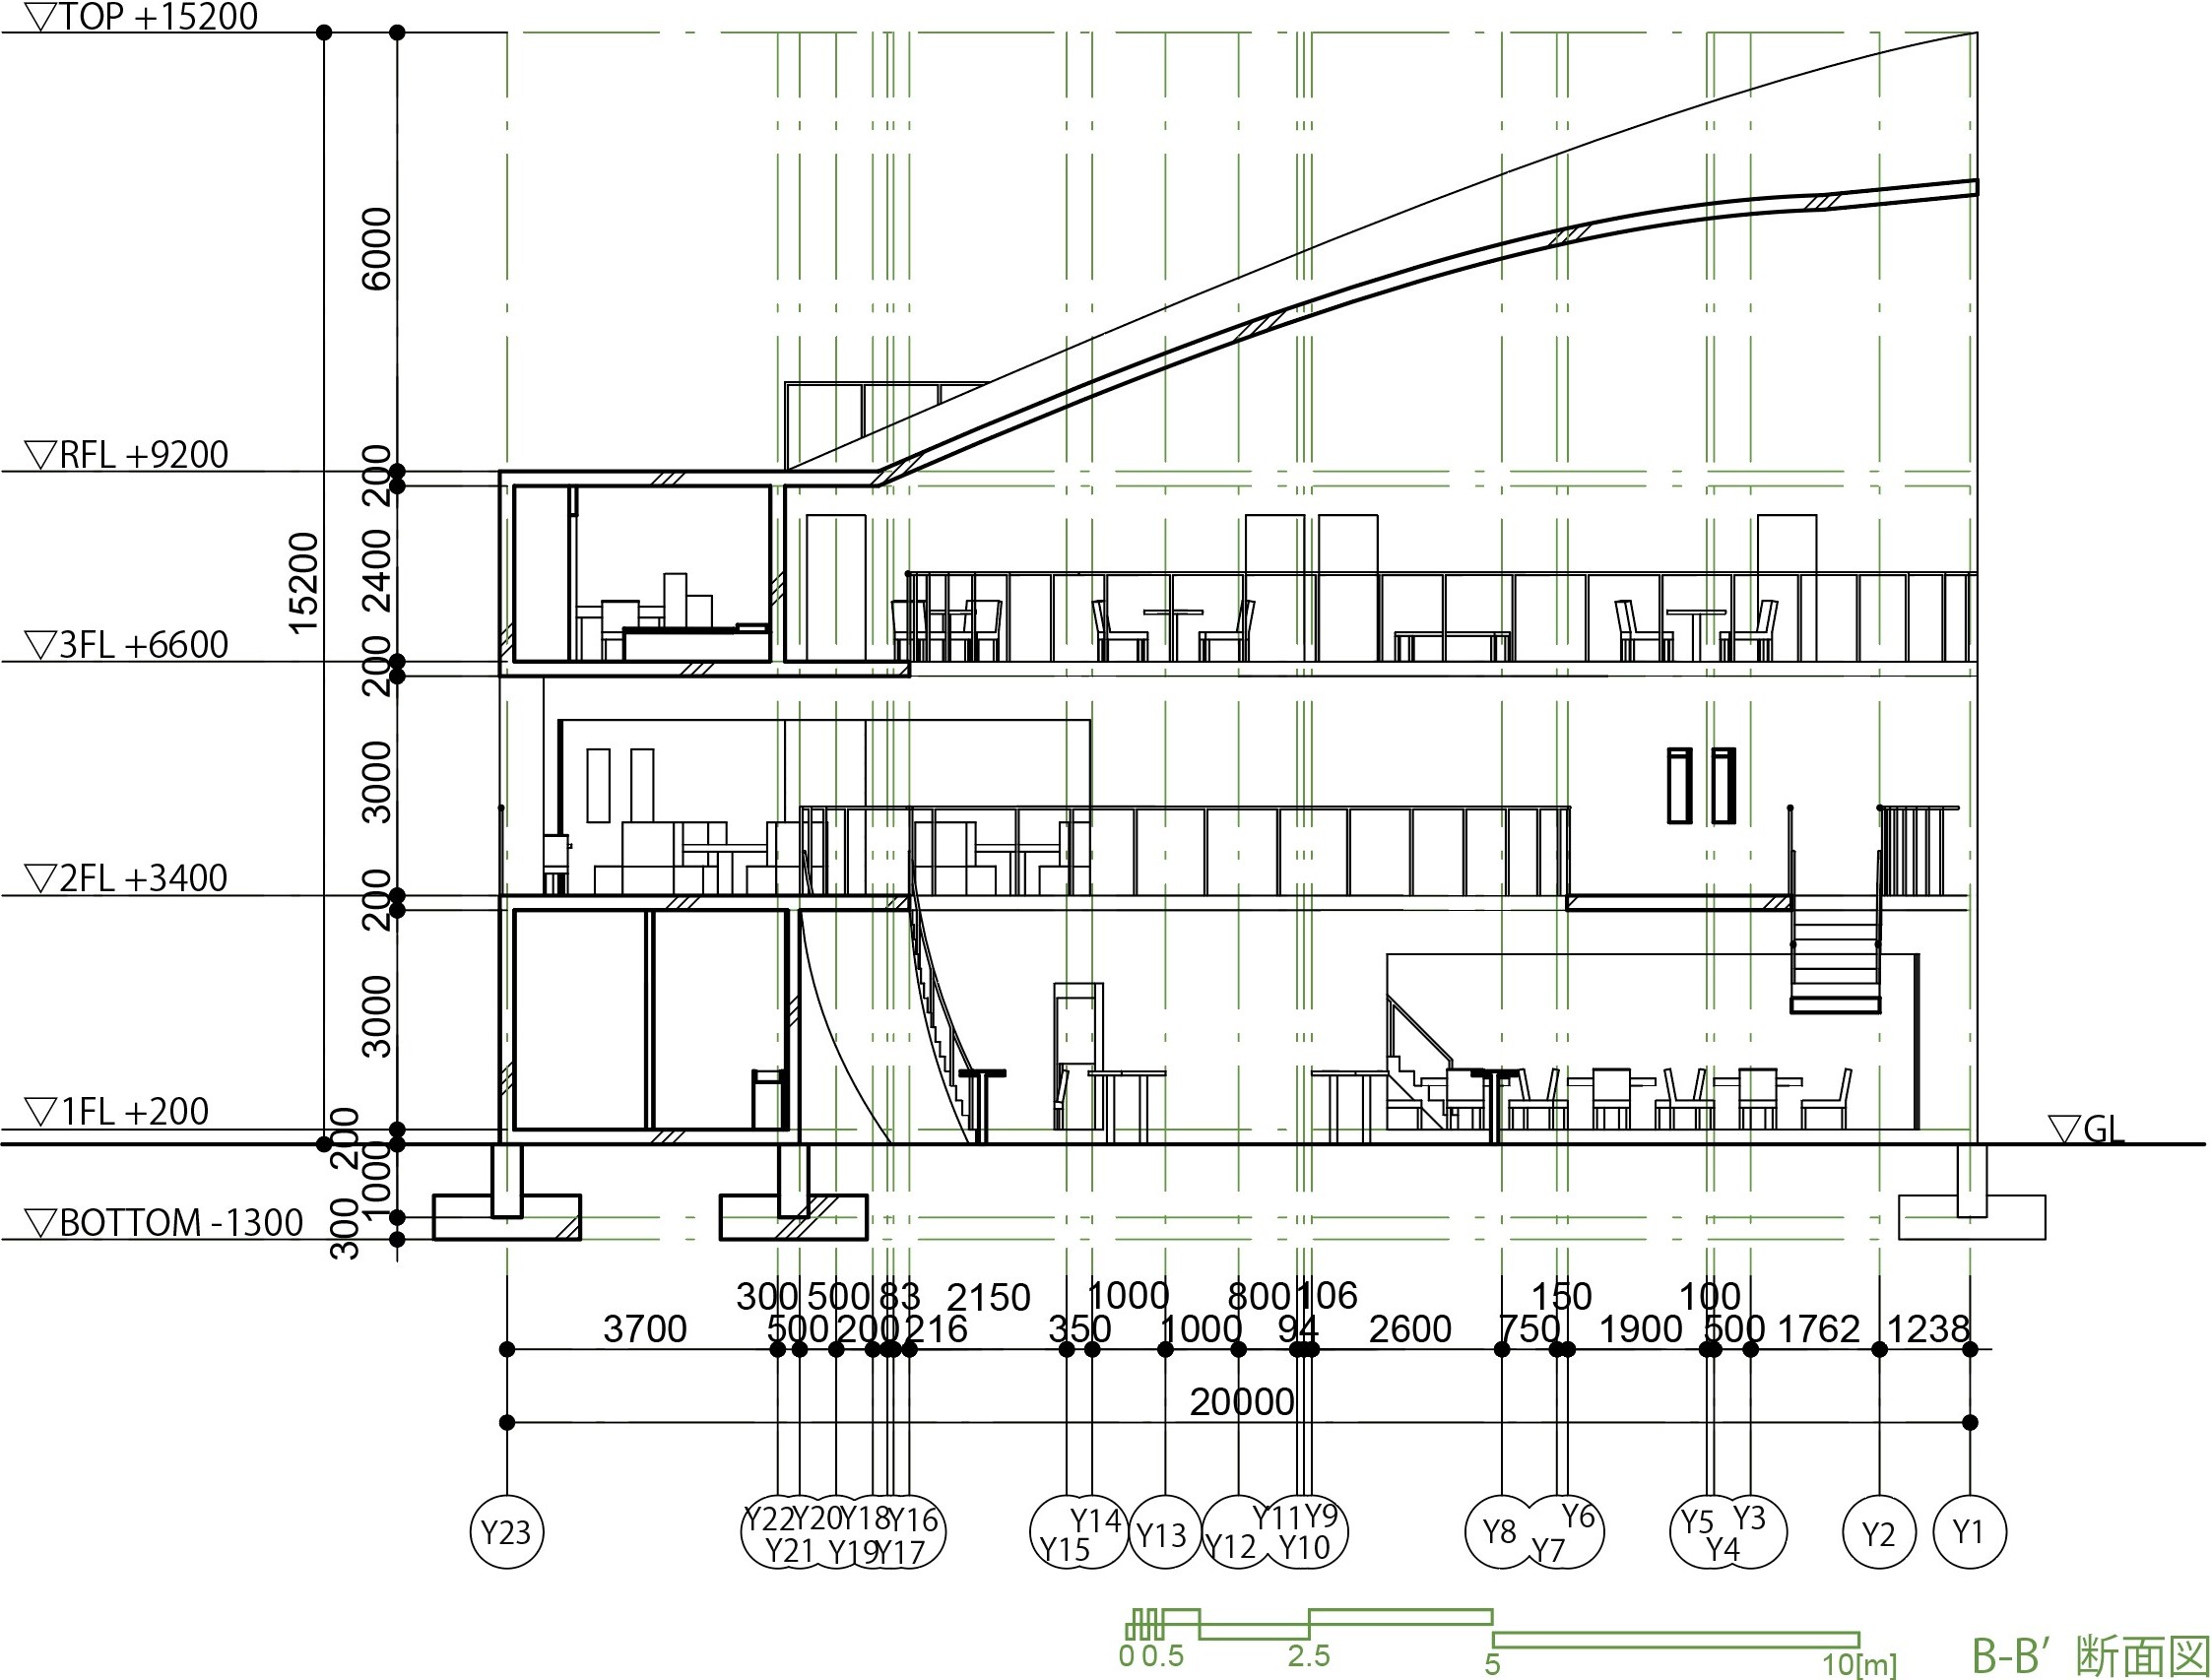 ▽TOP +15200
6000
▽RFL +9200
200
15200
2400
▽3FL +6600
200
3000
▽2FL +3400
200
3000
▽1FL +200
200
▽GL
1000
▽BOTTOM -1300
300
300 500 83 2150 1000 800 106 150 100
3700 500 200 216 350 1000 94 2600 750 1900 500 1762 1238
20000
Y22 Y20 Y18 Y16 Y14 Y11 Y9 Y6 Y5 Y3
Y23 Y13 Y8 Y2 Y1
Y21 Y19 Y17 Y15 Y12 Y10 Y7 Y4
0 0.5 2.5 5 10[m]
B-B′ 断面図